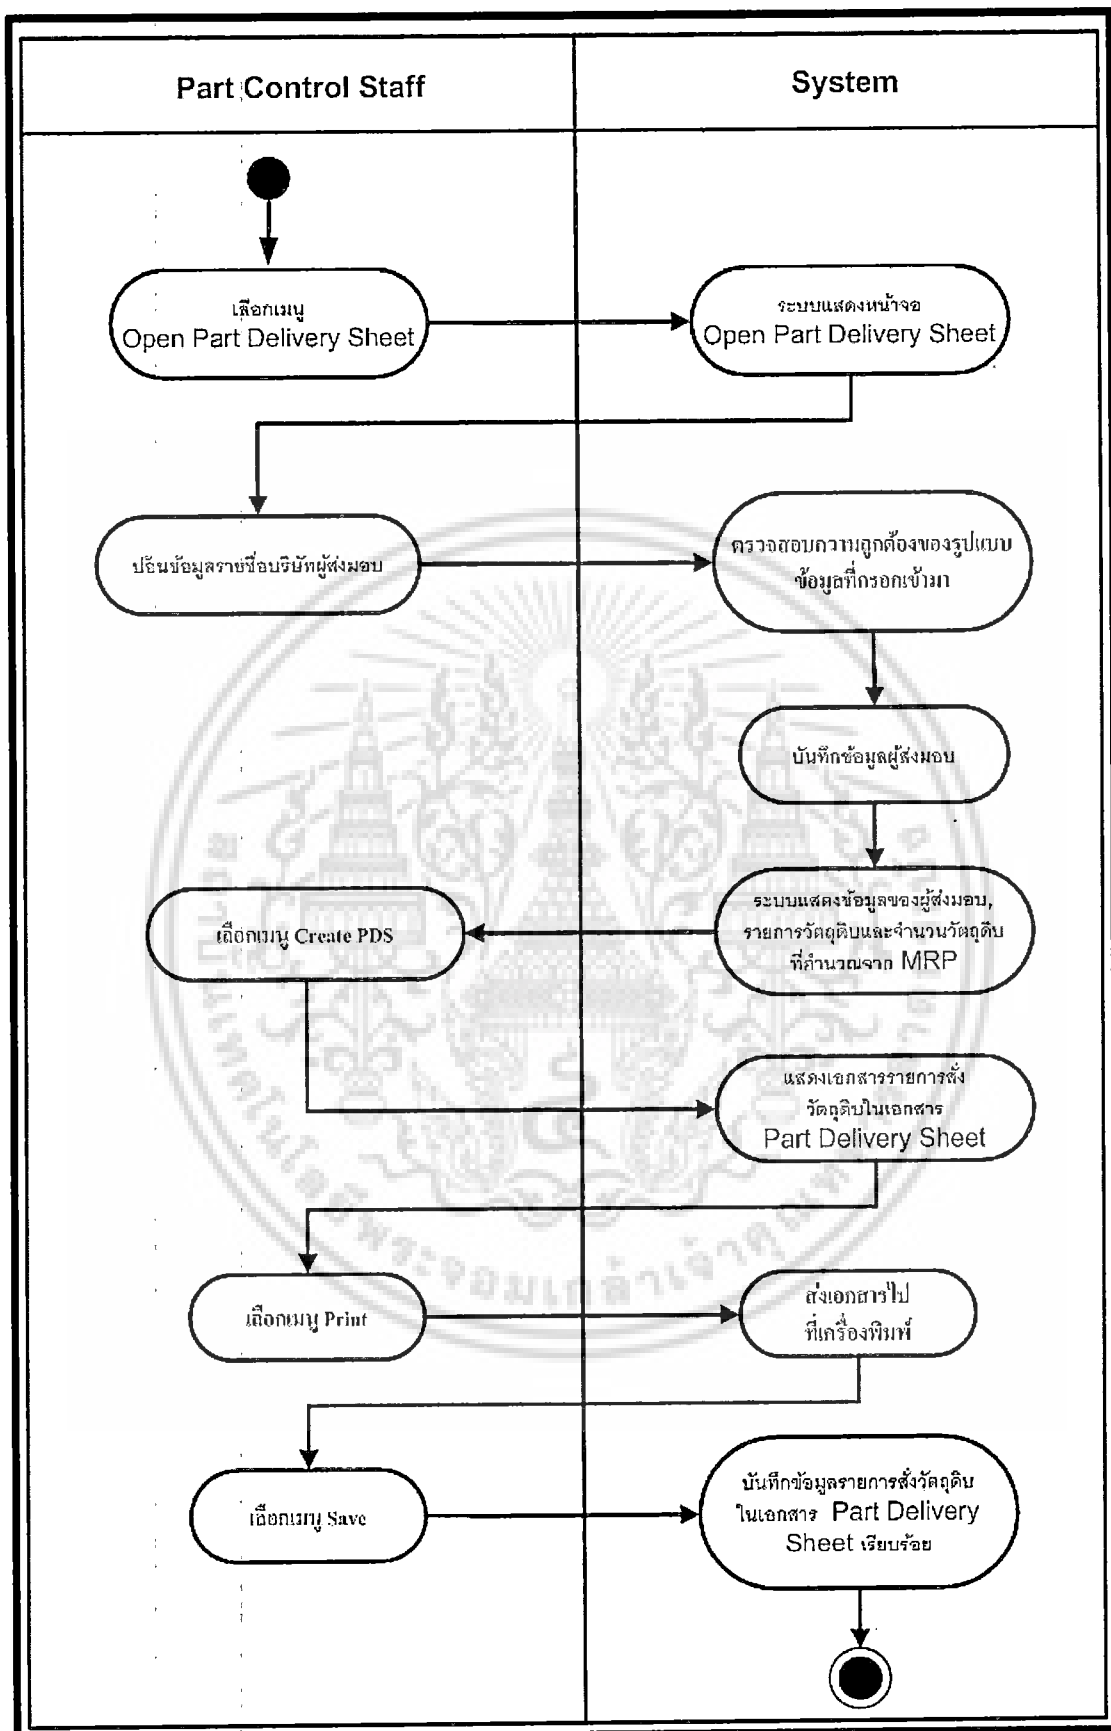 Part Control Staff
System
เลือกเมนู
Open Part Delivery Sheet
ระบบแสดงหน้าจอ
Open Part Delivery Sheet
ป้อนข้อมูลรายชื่อบริษัทผู้ส่งมอบ
ตรวจสอบความถูกต้องของรูปแบบ
ข้อมูลที่กรอกเข้ามา
บันทึกข้อมูลผู้ส่งมอบ
ระบบแสดงข้อมูลของผู้ส่งมอบ,
รายการวัตถุดิบและจำนวนวัตถุดิบ
ที่คำนวณจาก MRP
เลือกเมนู Create PDS
แสดงเอกสารรายการสั่ง
วัตถุดิบในเอกสาร
Part Delivery Sheet
เลือกเมนู Print
ส่งเอกสารไป
ที่เครื่องพิมพ์
เลือกเมนู Save
บันทึกข้อมูลรายการสั่งวัตถุดิบ
ในเอกสาร Part Delivery
Sheet เรียบร้อย